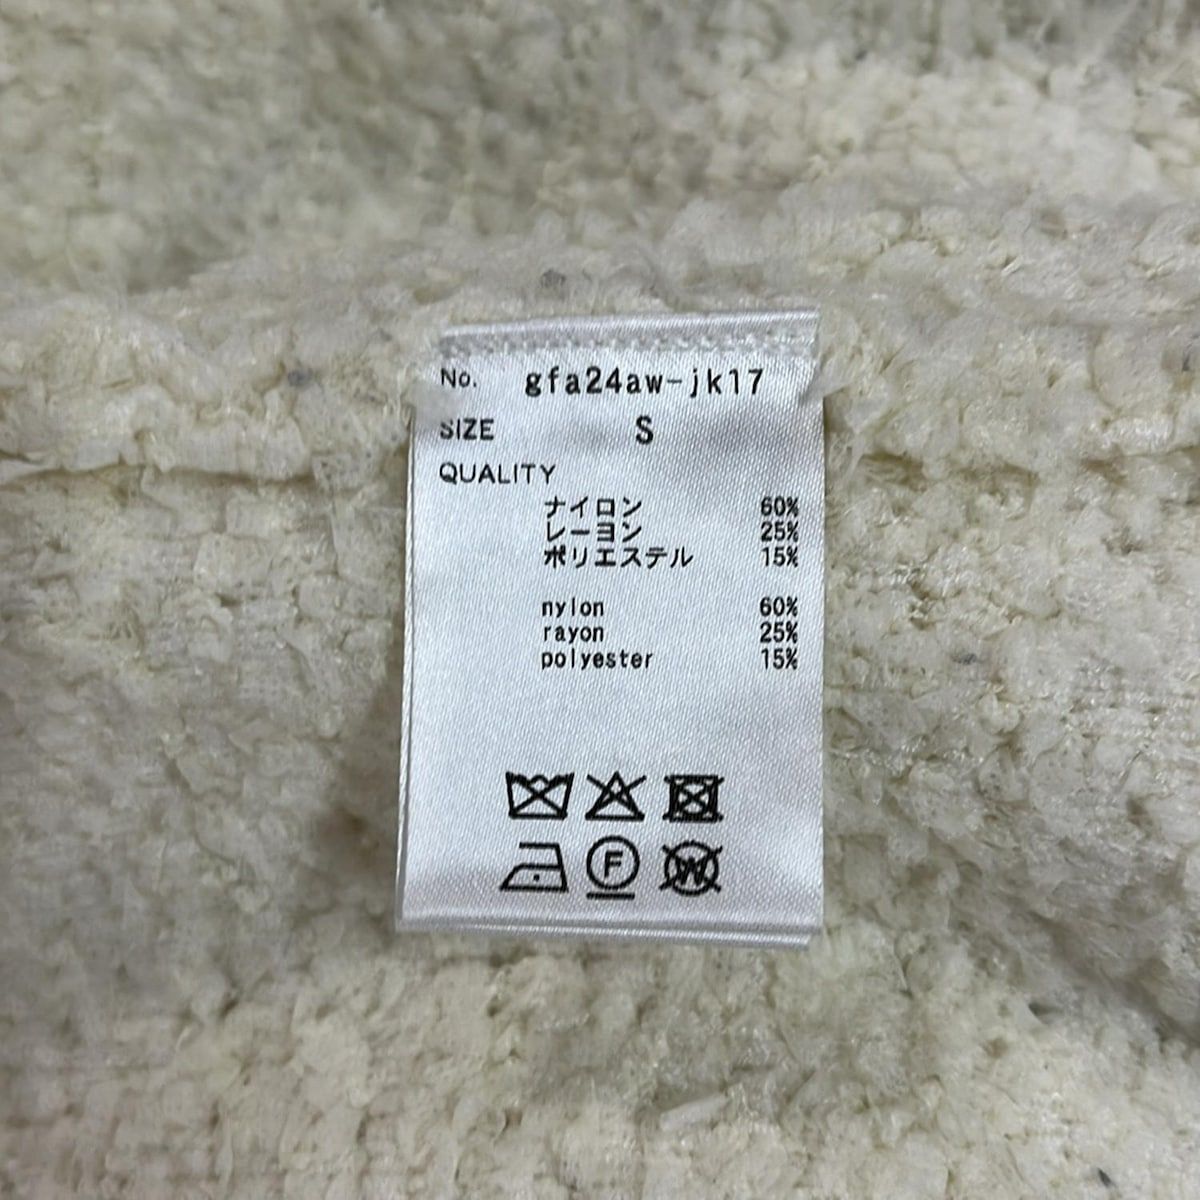 No. gfa24aw-jk17
SIZE S
QUALITY
ナイロン 60%
レーヨン 25%
ポリエステル 15%
nylon 60%
rayon 25%
polyester 15%
F
W